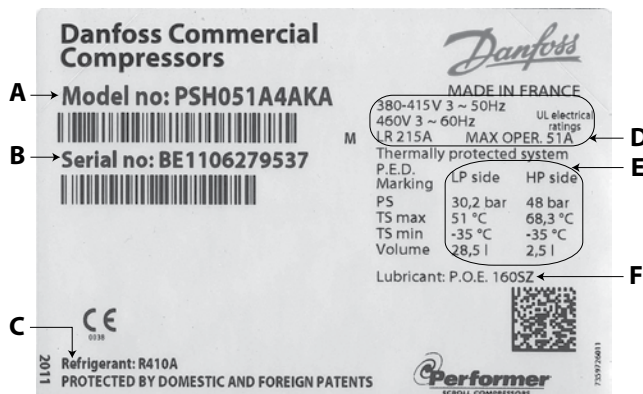 Danfoss Commercial
Compressors
Danfoss
MADE IN FRANCE
A
Model no: PSH051A4AKA
380-415V 3 ~ 50Hz
460V 3 ~ 60Hz
UL electrical
ratings
LR 215A
MAX OPER. 51A
D
M
B
Serial no: BE1106279537
Thermally protected system
E
P.E.D.
Marking
LP side
HP side
PS
30,2 bar
48 bar
TS max
51 °C
68,3 °C
TS min
-35 °C
-35 °C
Volume
28,5 l
2,5 l
Lubricant: P.O.E. 160SZ
F
CE
0038
C
Refrigerant: R410A
PROTECTED BY DOMESTIC AND FOREIGN PATENTS
2011
Performer
SCROLL COMPRESSORS
7359726011